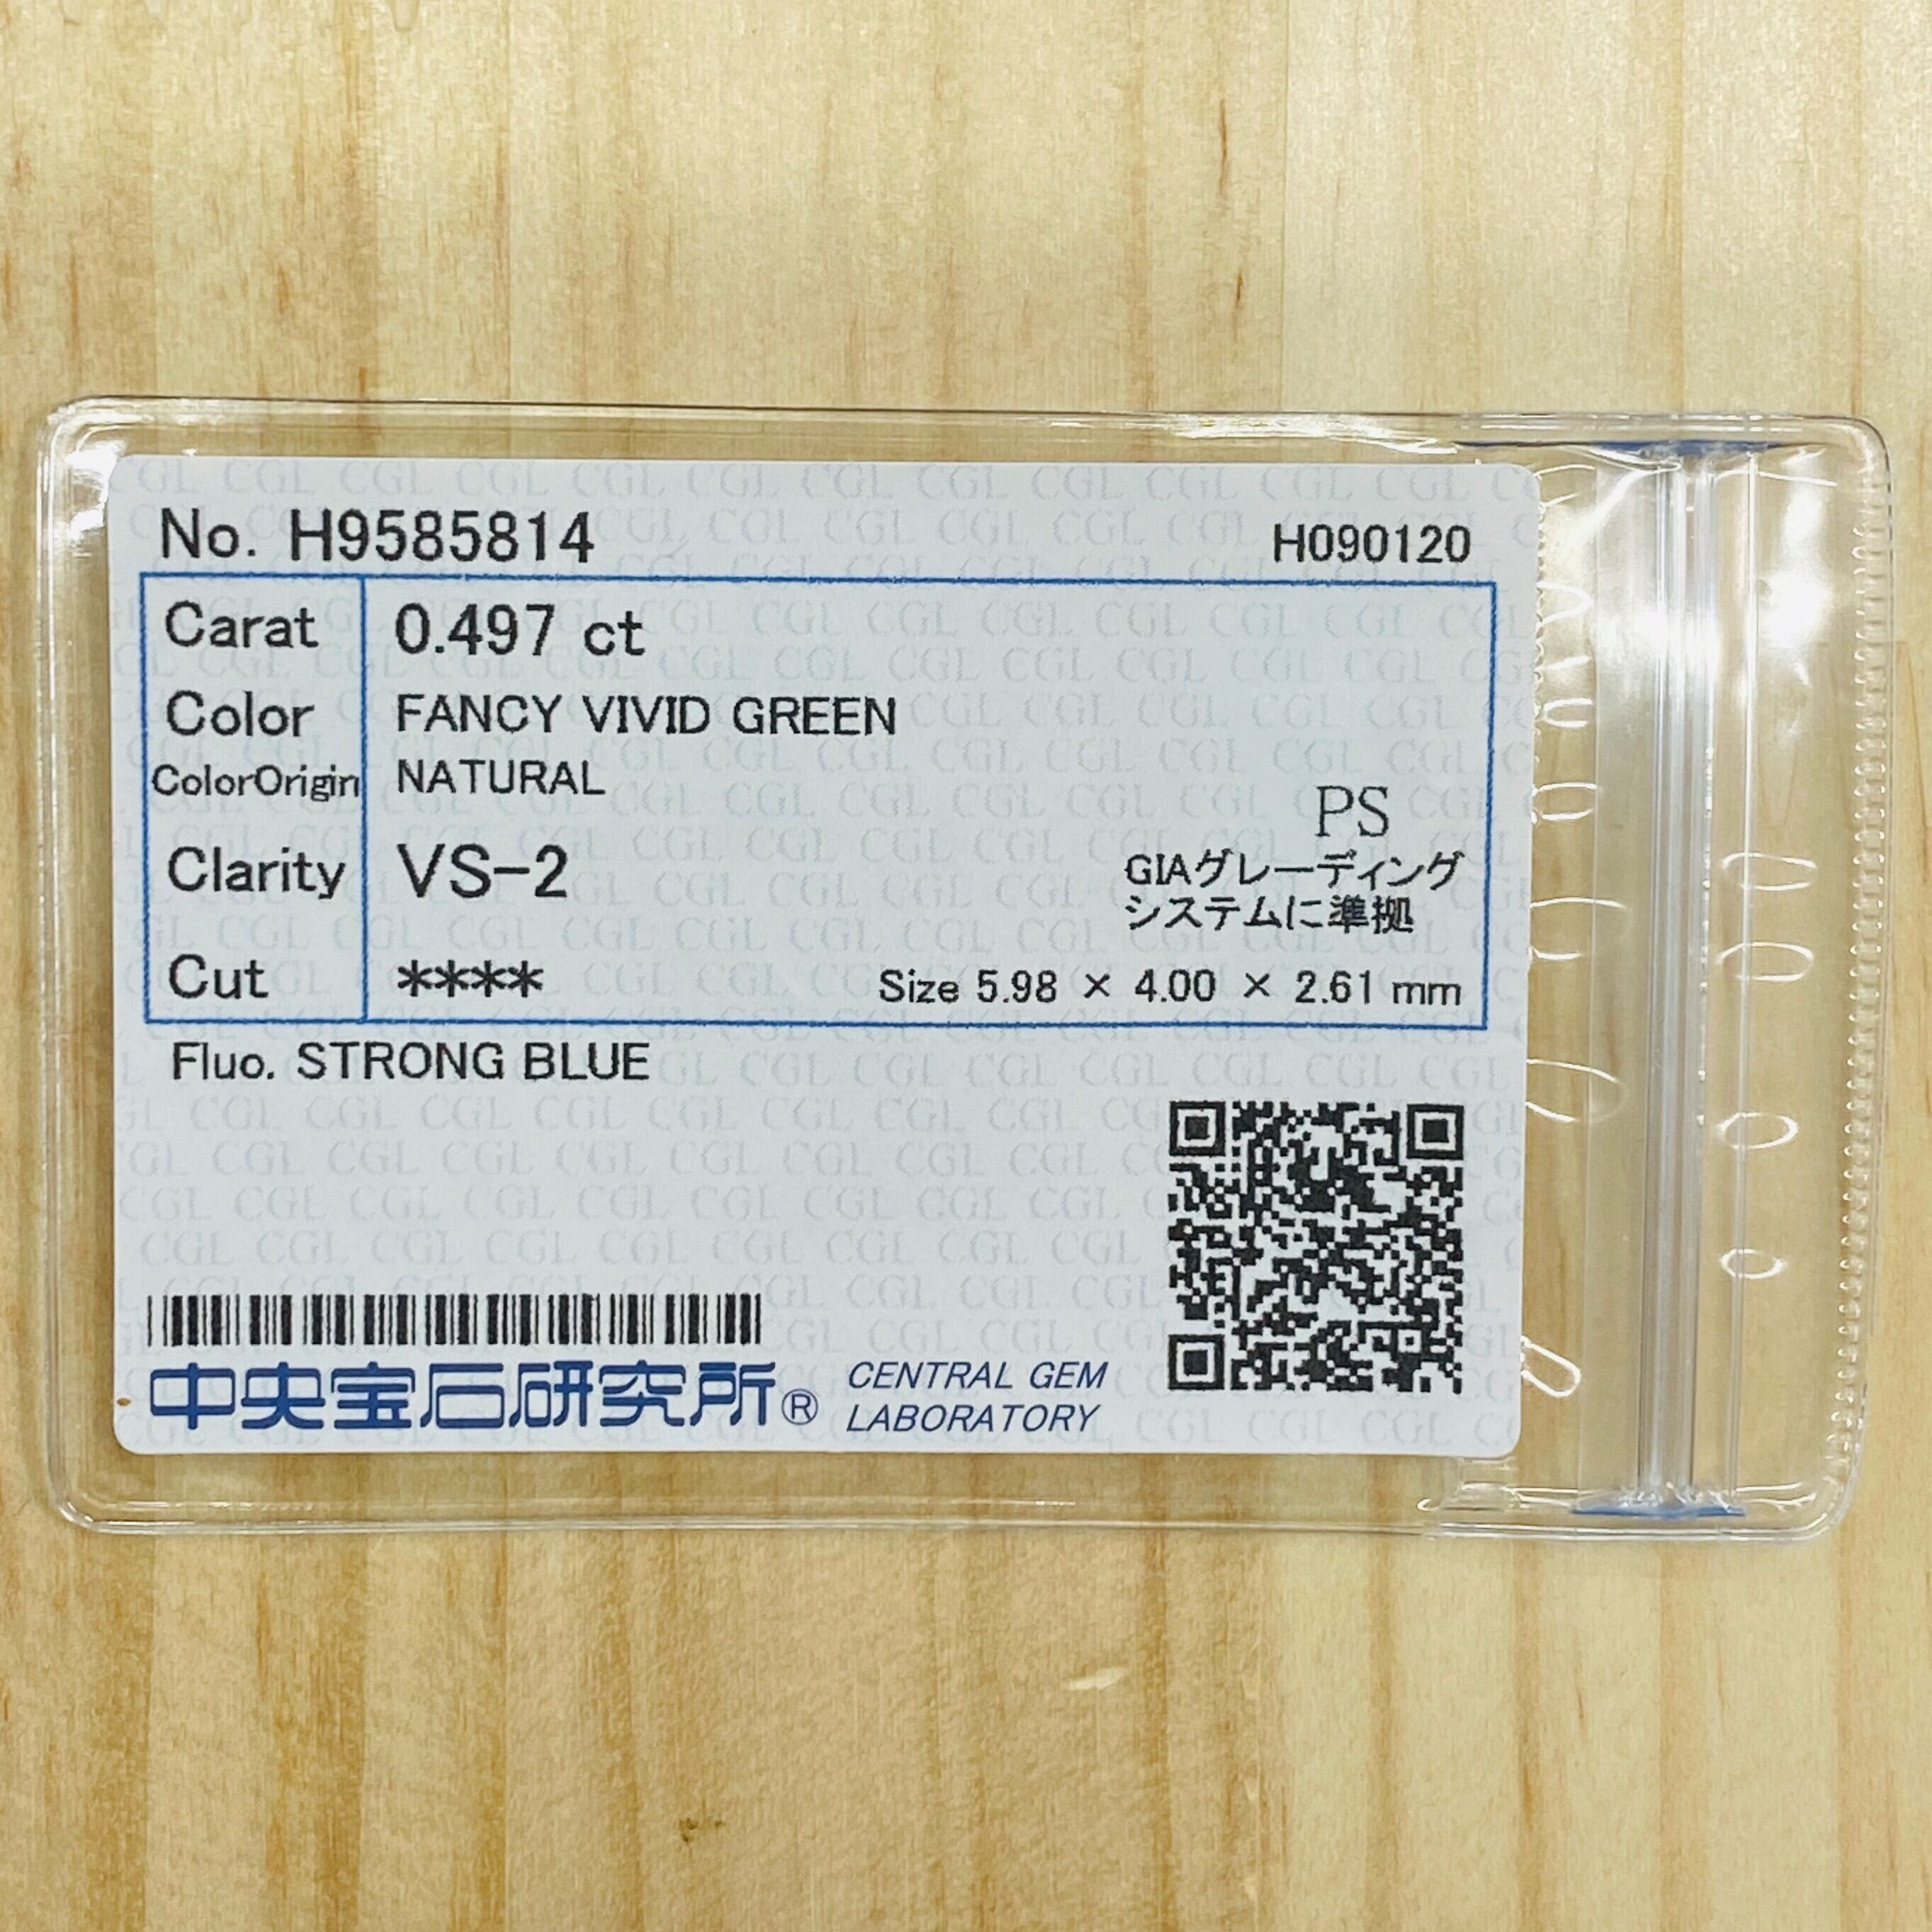 No. H9585814 H090120
Carat 0.497 ct
Color FANCY VIVID GREEN
ColorOrigin NATURAL
PS
Clarity VS-2 GIAグレーディング
システムに準拠
Cut **** Size 5.98 × 4.00 × 2.61 mm
Fluo. STRONG BLUE
中央宝石研究所® CENTRAL GEM
LABORATORY